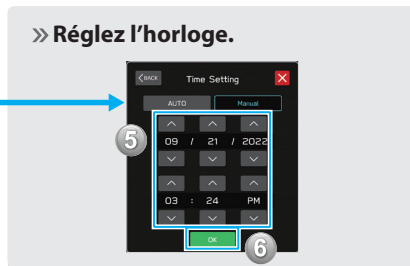 » Réglez l’horloge.
< BACK Time Setting X
AUTO Manual
5
09 / 21 / 2022
03 : 24 PM
OK
6